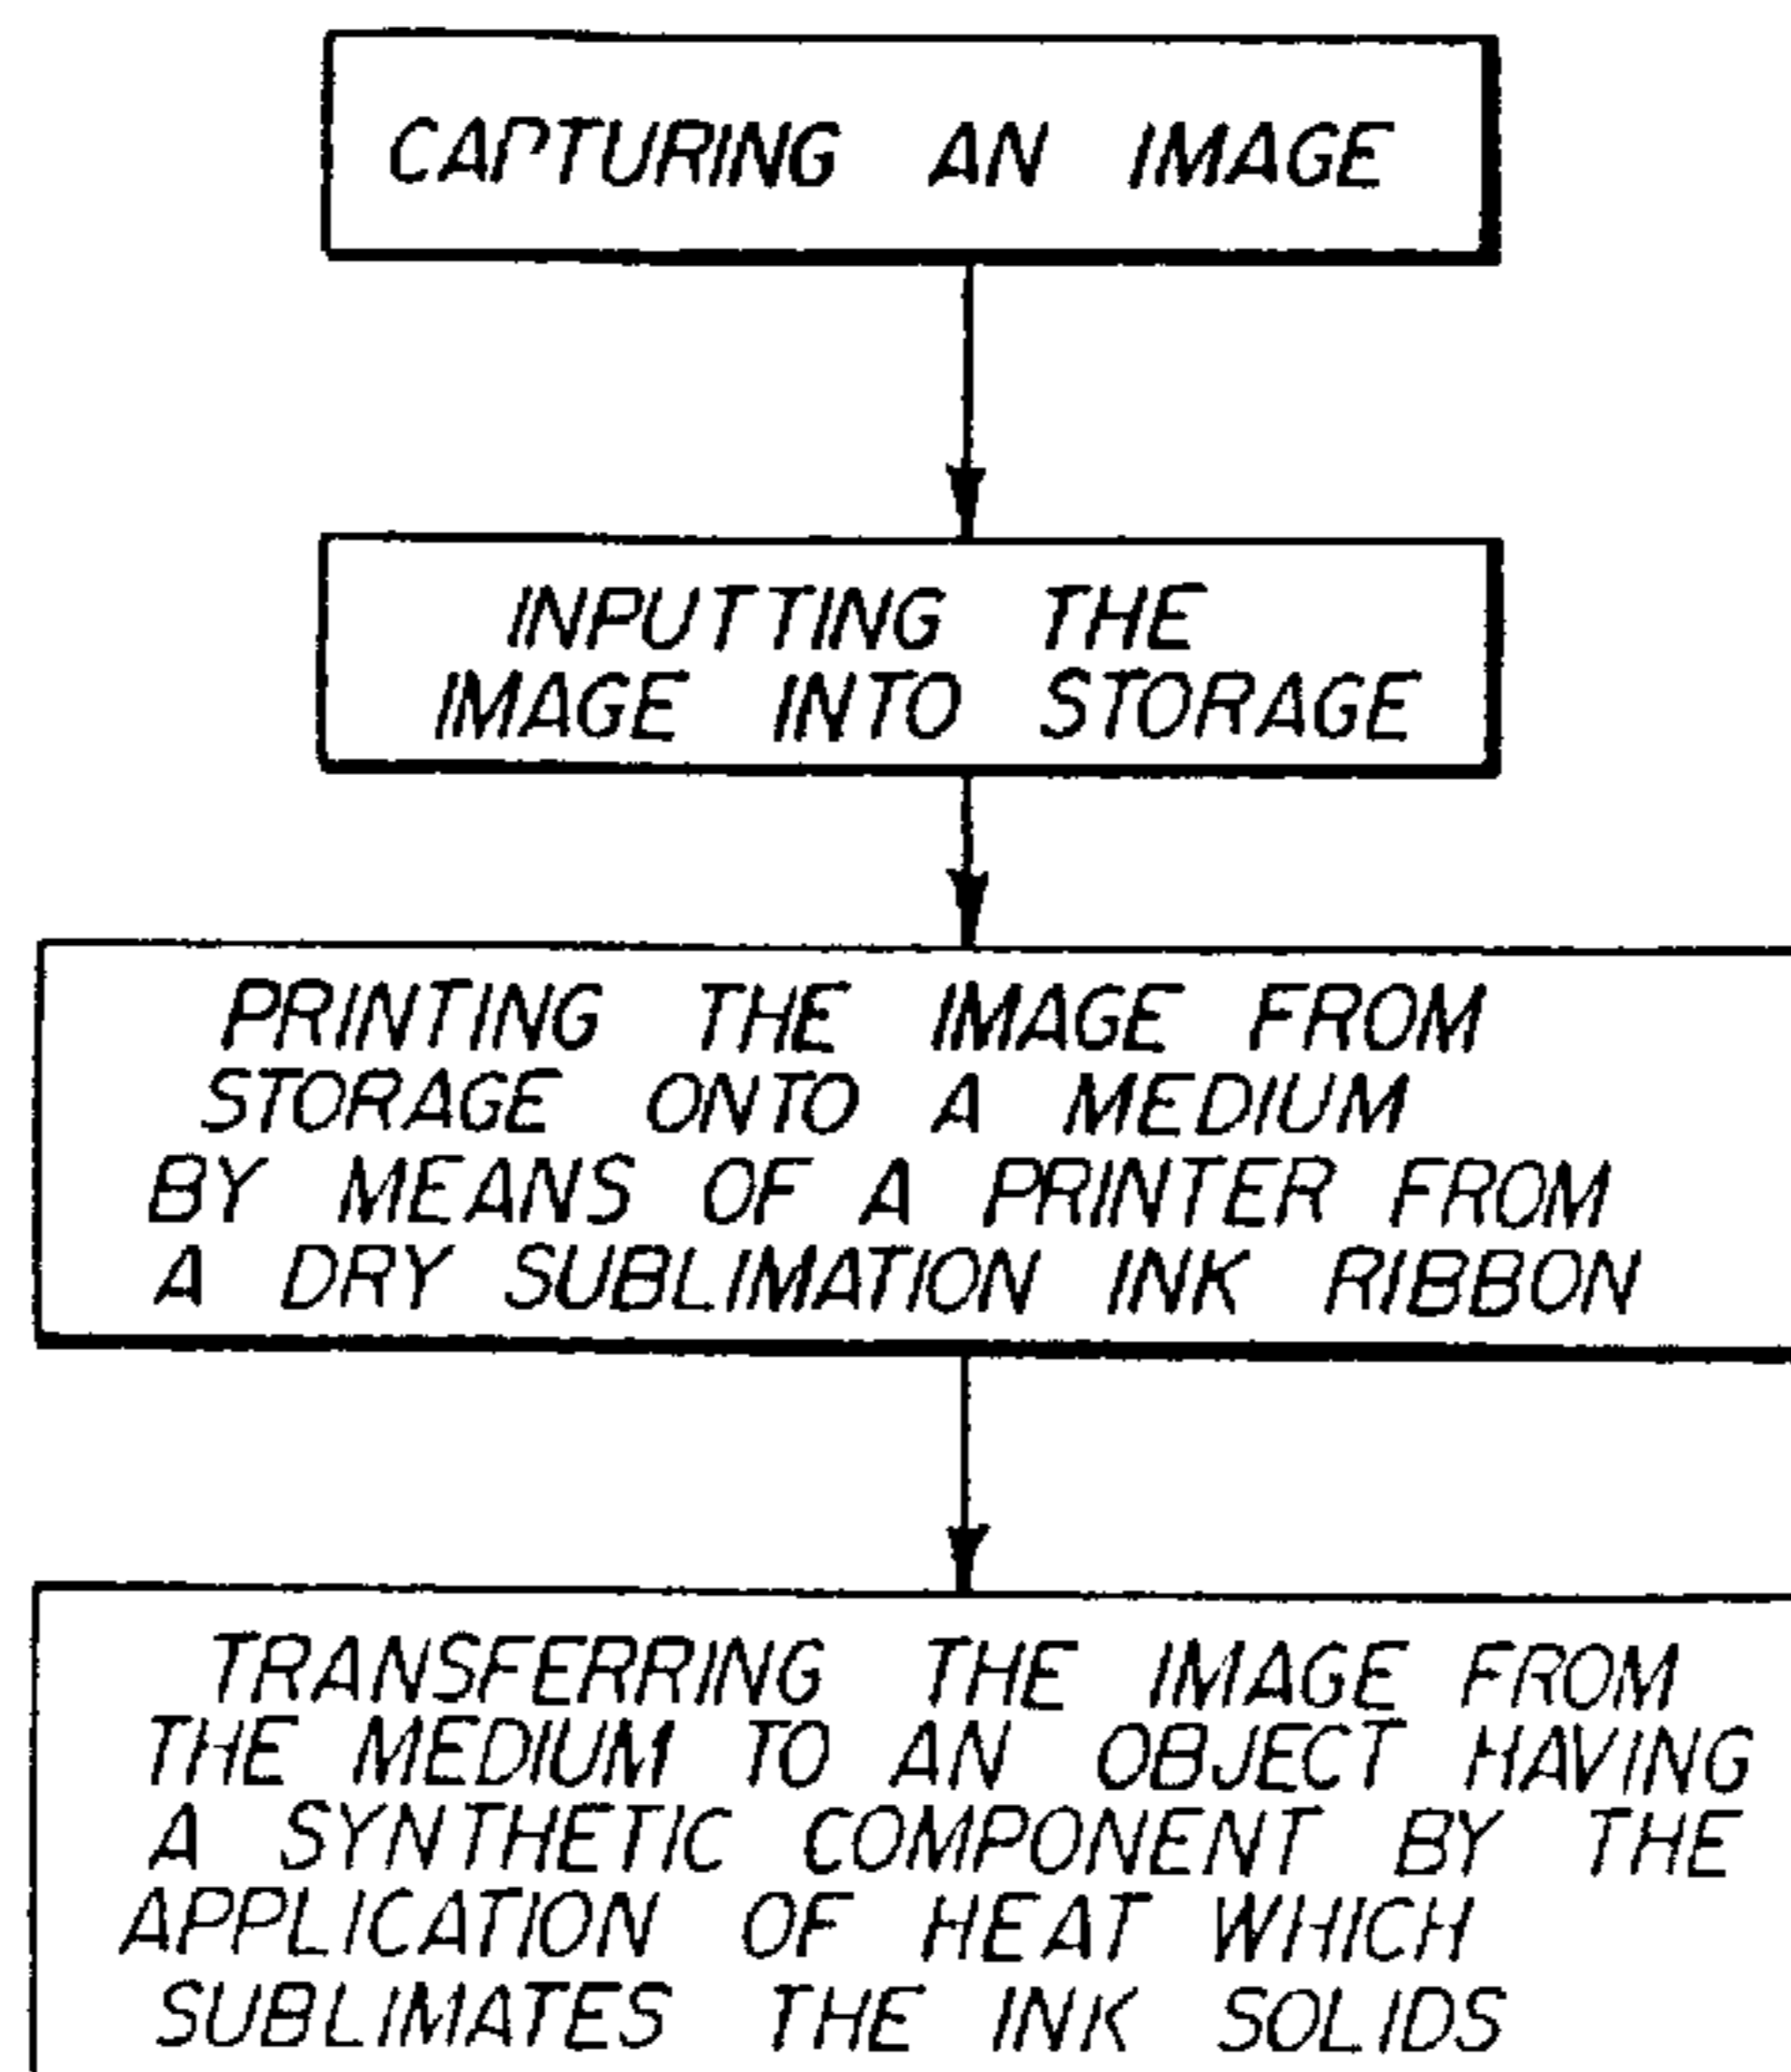 CAPTURING AN IMAGE
INPUTTING THE
IMAGE INTO STORAGE
PRINTING THE IMAGE FROM
STORAGE ONTO A MEDIUM
BY MEANS OF A PRINTER FROM
A DRY SUBLIMATION INK RIBBON
TRANSFERRING THE IMAGE FROM
THE MEDIUM TO AN OBJECT HAVING
A SYNTHETIC COMPONENT BY THE
APPLICATION OF HEAT WHICH
SUBLIMATES THE INK SOLIDS